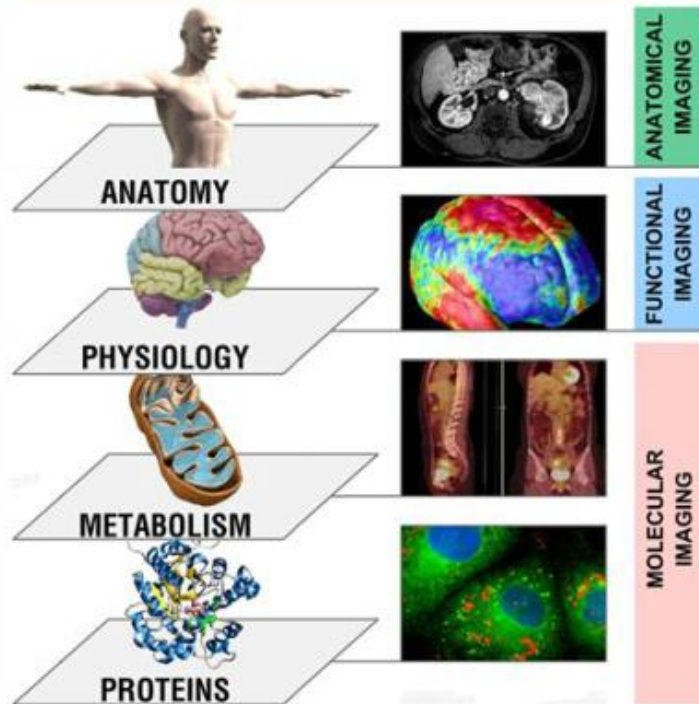 ANATOMY
ANATOMICAL
IMAGING
PHYSIOLOGY
FUNCTIONAL
IMAGING
METABOLISM
PROTEINS
MOLECULAR
IMAGING